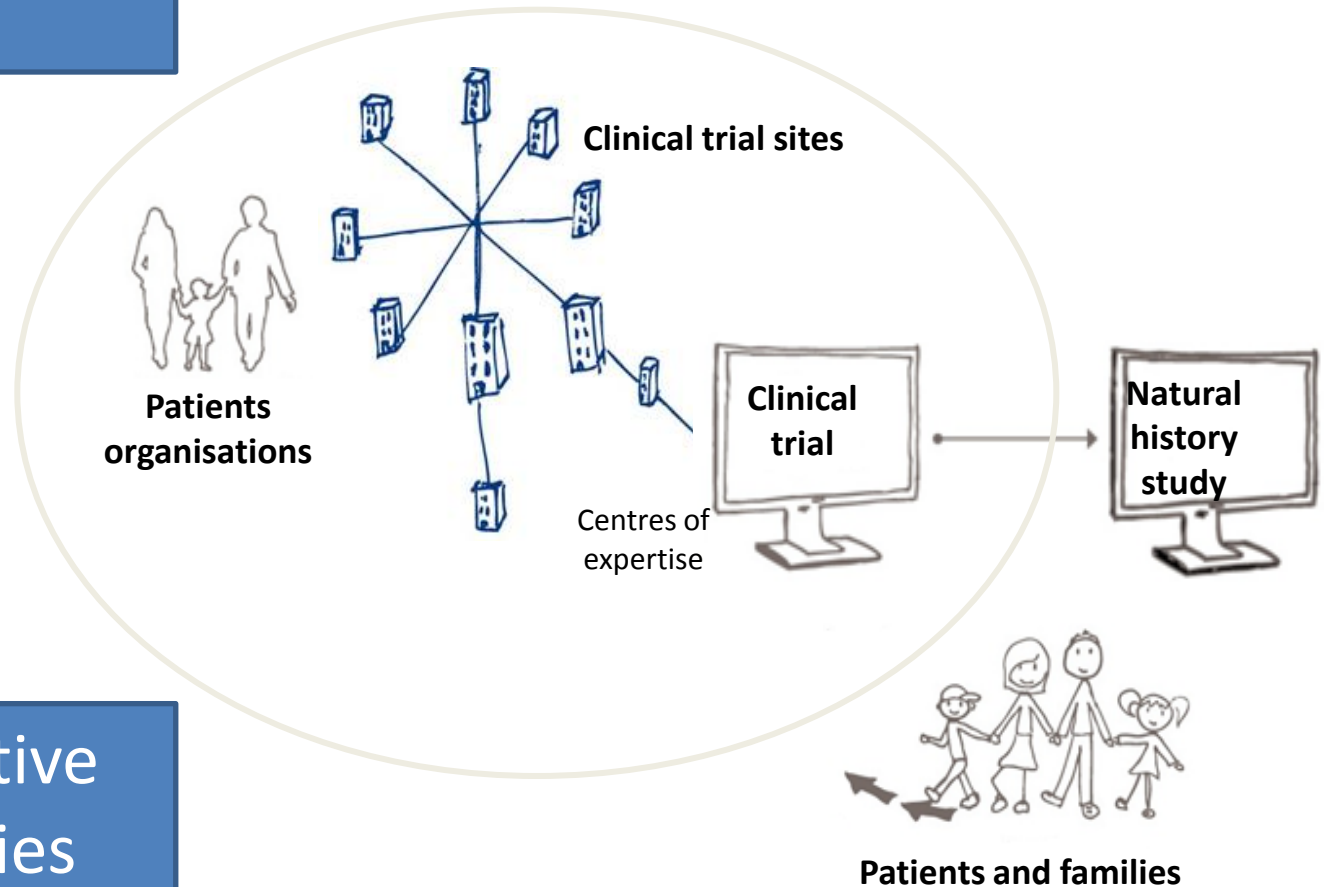 Clinical trial sites
Patients
organisations
Clinical
trial
Natural
history
study
Centres of
expertise
tive
ies
Patients and families